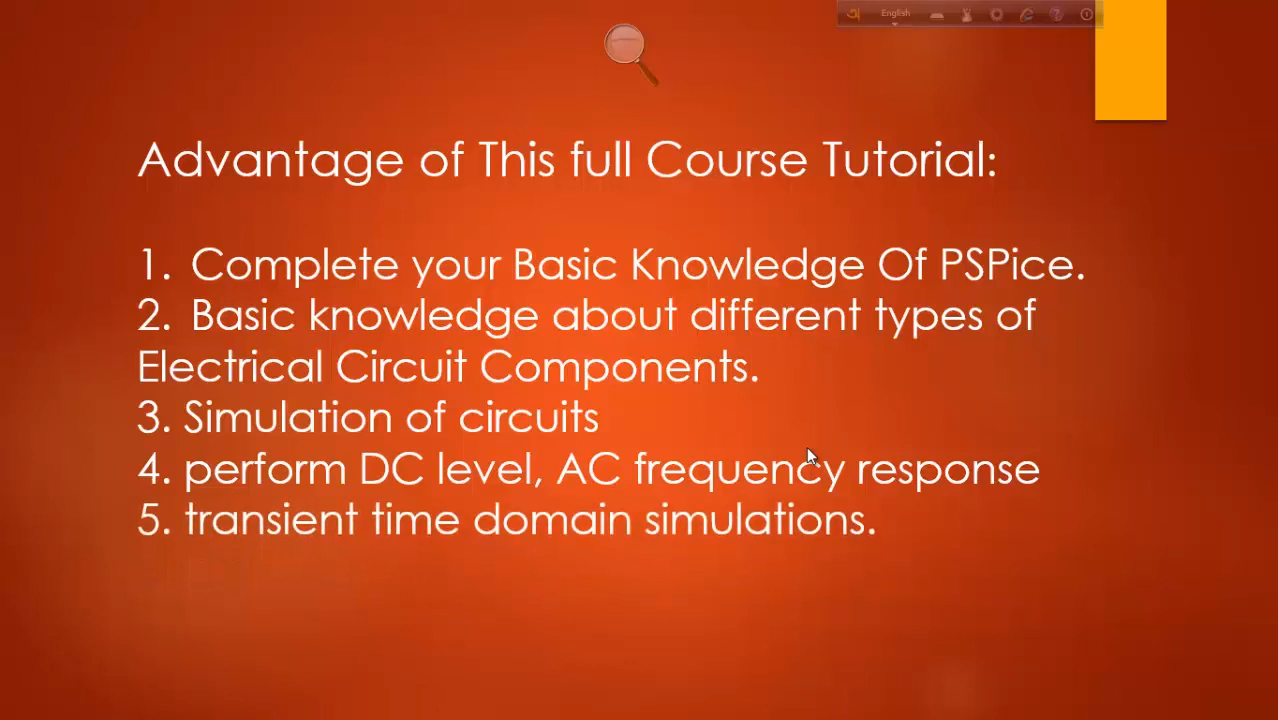 অ English
Advantage of This full Course Tutorial:
1. Complete your Basic Knowledge Of PSPice.
2. Basic knowledge about different types of
Electrical Circuit Components.
3. Simulation of circuits
4. perform DC level, AC frequency response
5. transient time domain simulations.